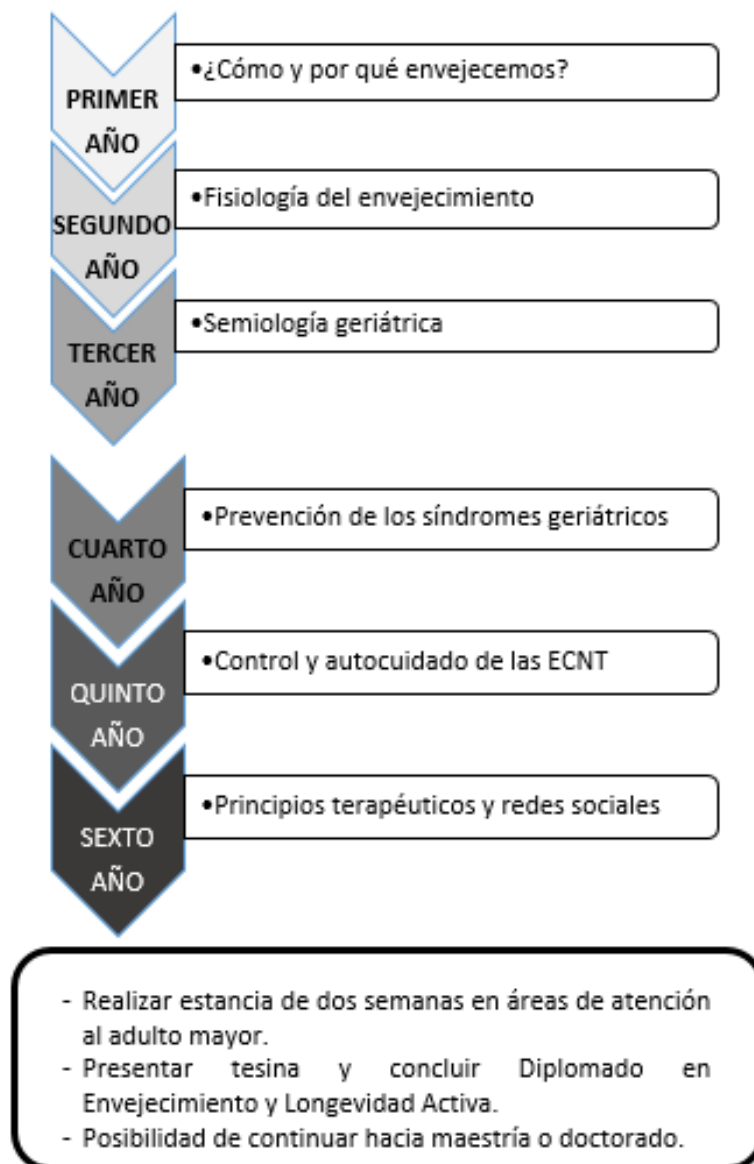 •¿Cómo y por qué envejecemos?
PRIMER
AÑO
•Fisiología del envejecimiento
SEGUNDO
AÑO
•Semiología geriátrica
TERCER
AÑO
•Prevención de los síndromes geriátricos
CUARTO
AÑO
•Control y autocuidado de las ECNT
QUINTO
AÑO
•Principios terapéuticos y redes sociales
SEXTO
AÑO
- Realizar estancia de dos semanas en áreas de atención
al adulto mayor.
- Presentar tesina y concluir Diplomado en
Envejecimiento y Longevidad Activa.
- Posibilidad de continuar hacia maestría o doctorado.